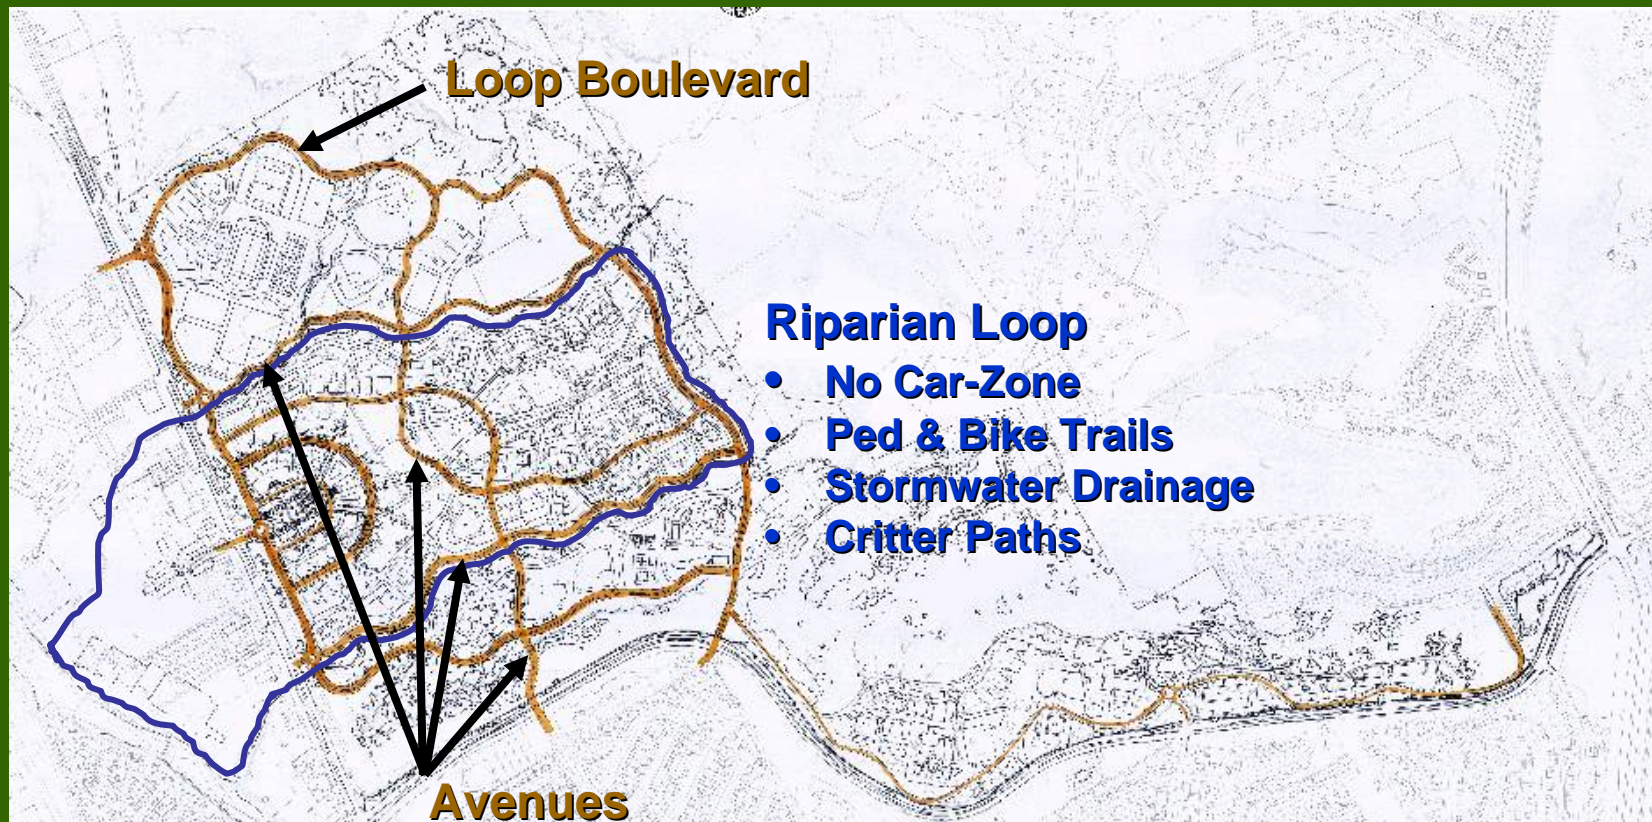 Loop Boulevard
Riparian Loop
• No Car-Zone
• Ped & Bike Trails
• Stormwater Drainage
• Critter Paths
Avenues